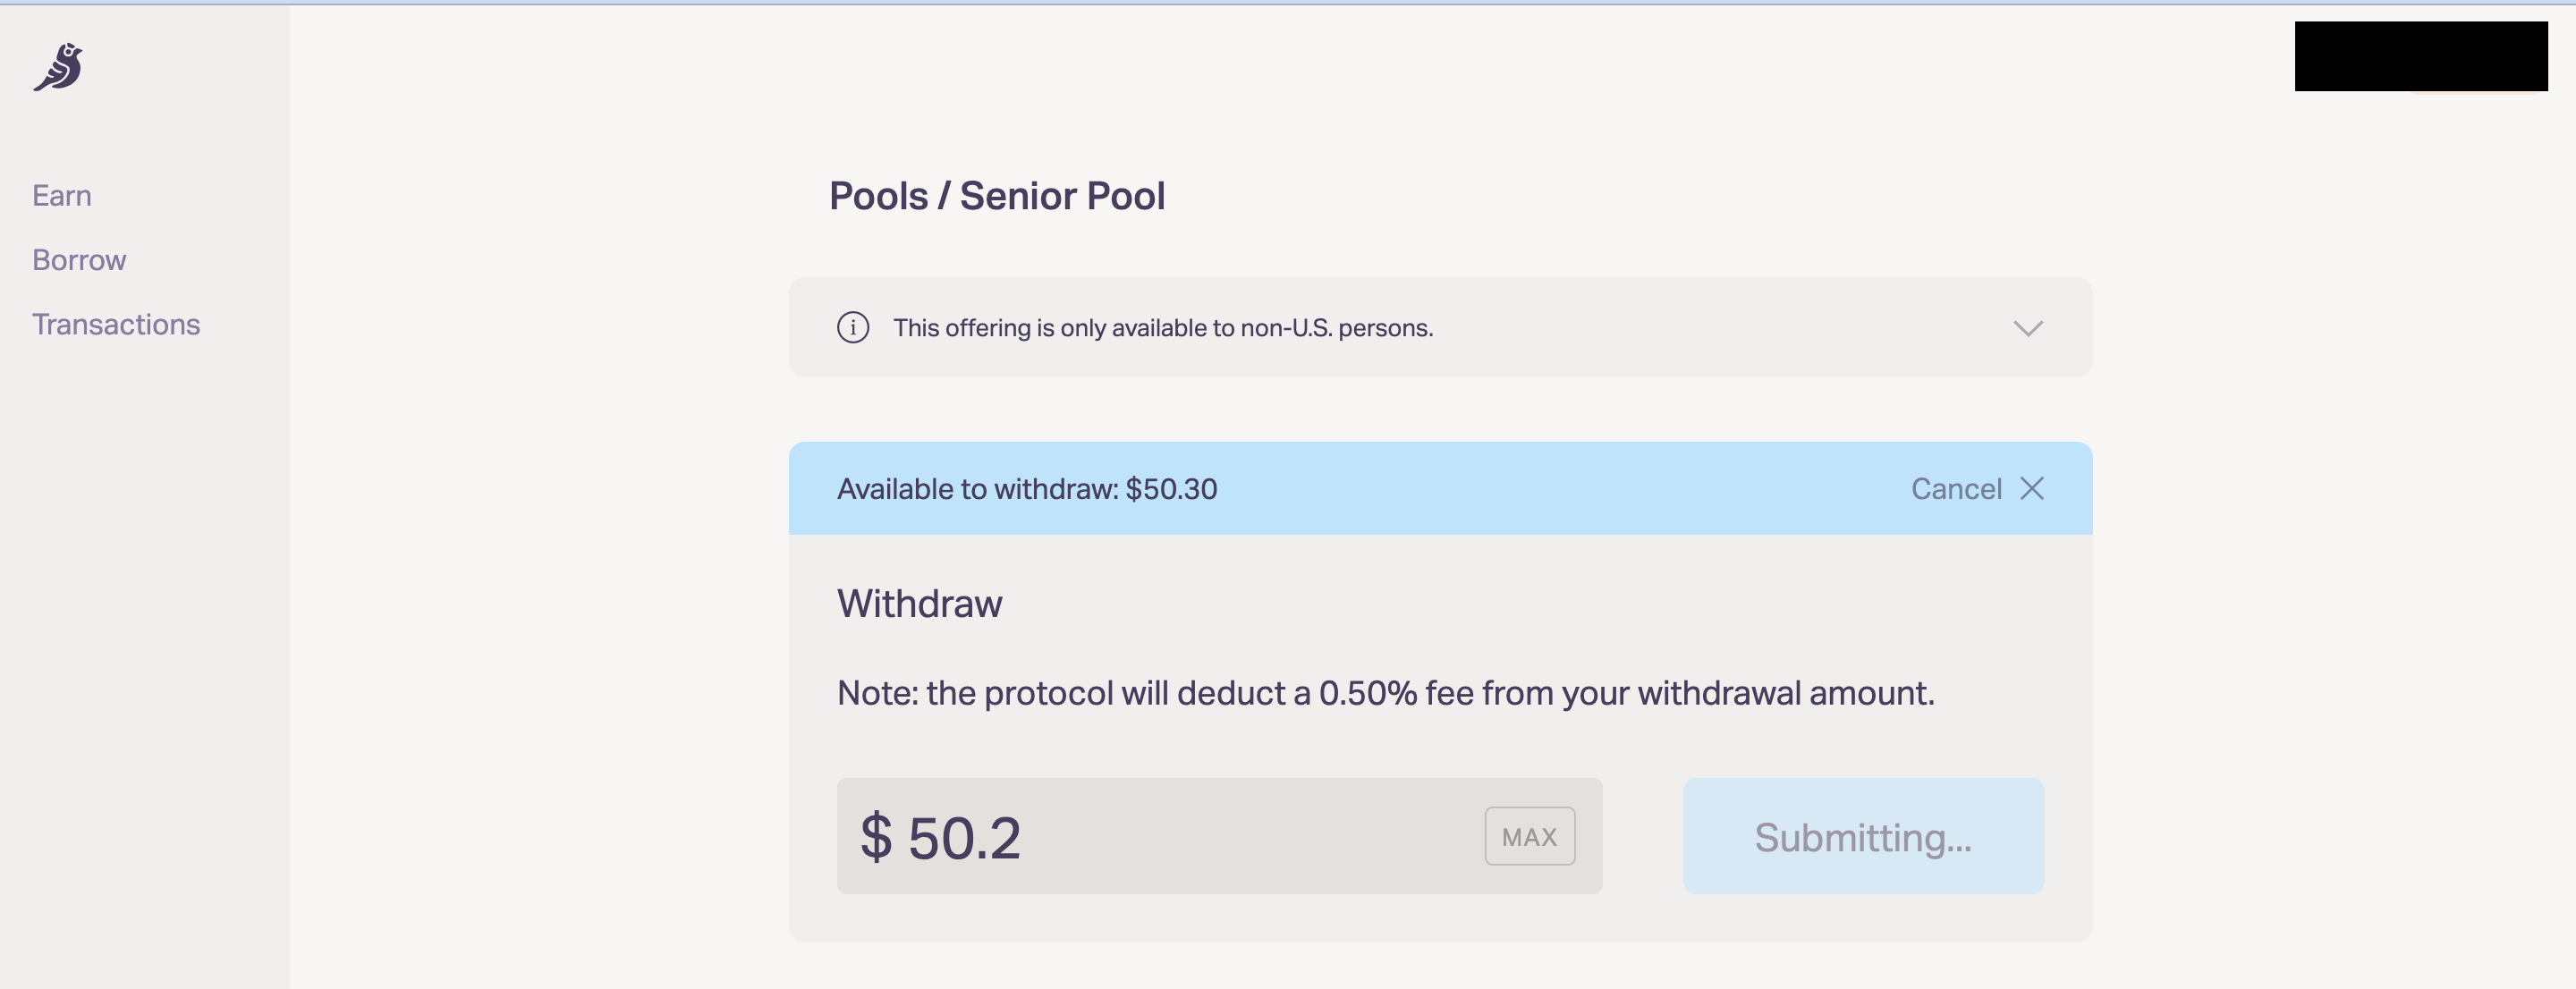 Earn
Borrow
Transactions
Pools / Senior Pool
This offering is only available to non-U.S. persons.
Available to withdraw: $50.30
Cancel
Withdraw
Note: the protocol will deduct a 0.50% fee from your withdrawal amount.
$ 50.2
MAX
Submitting...